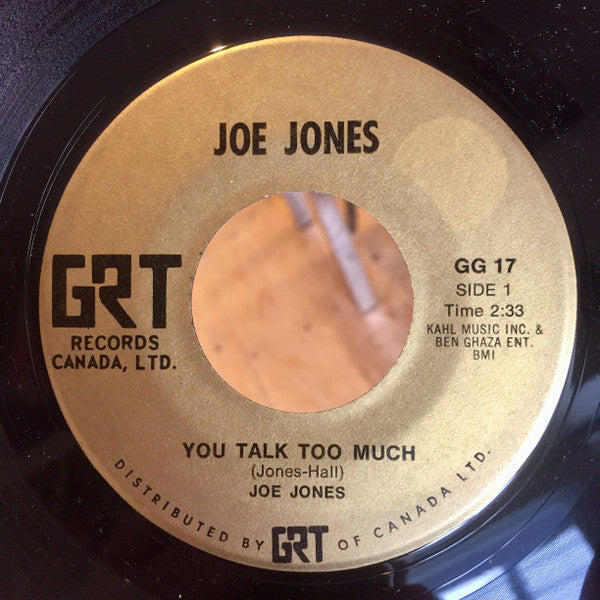 JOE JONES
GRT
RECORDS
CANADA, LTD.
GG 17
SIDE 1
Time 2:33
KAHL MUSIC INC. &
BEN GHAZA ENT.
BMI
YOU TALK TOO MUCH
(Jones-Hall)
JOE JONES
DISTRIBUTED BY GRT OF CANADA LTD.